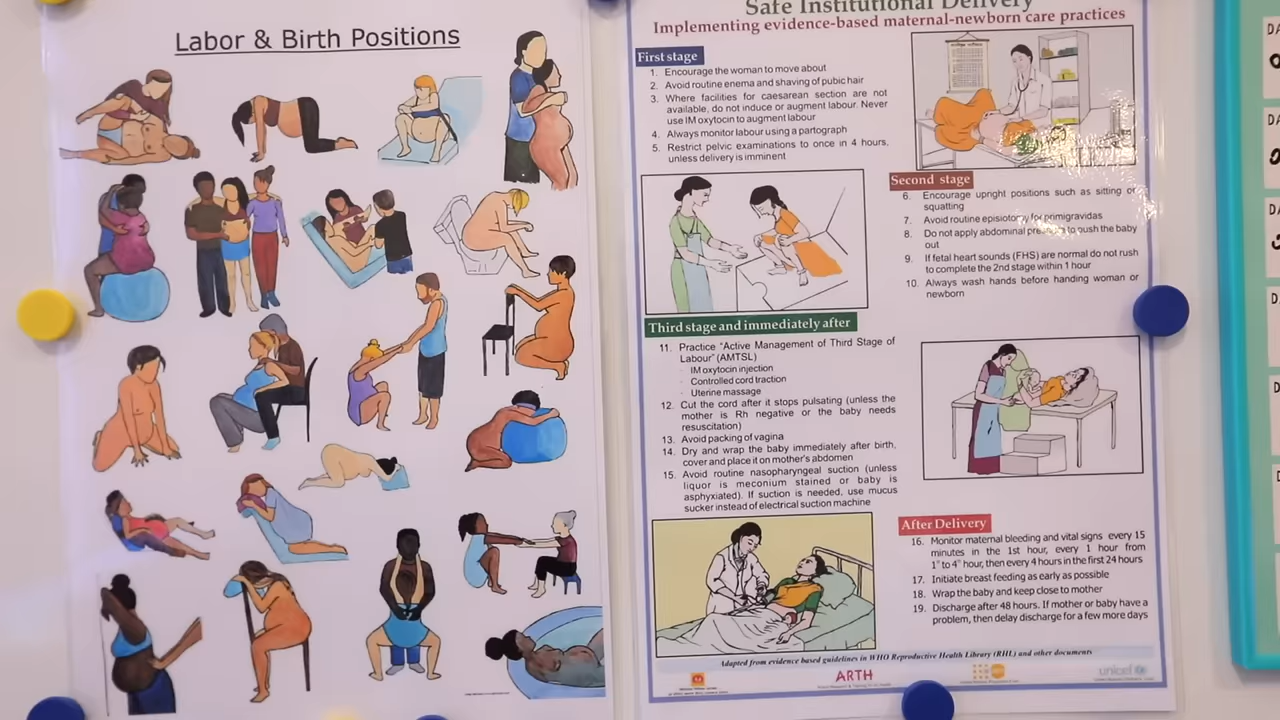 Labor & Birth Positions
Safe Institutional Delivery
Implementing evidence-based maternal-newborn care practices
First stage
1. Encourage the woman to move about
2. Avoid routine enema and shaving of pubic hair
3. Where facilities for caesarean section are not
available, do not induce or augment labour. Never
use IM oxytocin to augment labour
4. Always monitor labour using a partograph
5. Restrict pelvic examinations to once in 4 hours,
unless delivery is imminent
Second stage
6. Encourage upright positions such as sitting or
squatting
7. Avoid routine episiotomy for primigravidas
8. Do not apply abdominal pressure to push the baby
out
9. If fetal heart sounds (FHS) are normal do not rush
to complete the 2nd stage within 1 hour
10. Always wash hands before handing woman or
newborn
Third stage and immediately after
11. Practice "Active Management of Third Stage of
Labour" (AMTSL)
IM oxytocin injection
Controlled cord traction
Uterine massage
12. Cut the cord after it stops pulsating (unless the
mother is Rh negative or the baby needs
resuscitation)
13. Avoid packing of vagina
14. Dry and wrap the baby immediately after birth,
cover and place it on mother's abdomen
15. Avoid routine nasopharyngeal suction (unless
liquor is meconium stained or baby is
asphyxiated). If suction is needed, use mucus
sucker instead of electrical suction machine
After Delivery
16. Monitor maternal bleeding and vital signs every 15
minutes in the 1st hour, every 1 hour from
1st to 4th hour, then every 4 hours in the first 24 hours
17. Initiate breast feeding as early as possible
18. Wrap the baby and keep close to mother
19. Discharge after 48 hours. If mother or baby have a
problem, then delay discharge for a few more days
Adapted from evidence based guidelines in WHO Reproductive Health Library (RHL) and other documents
ARTH
unicef